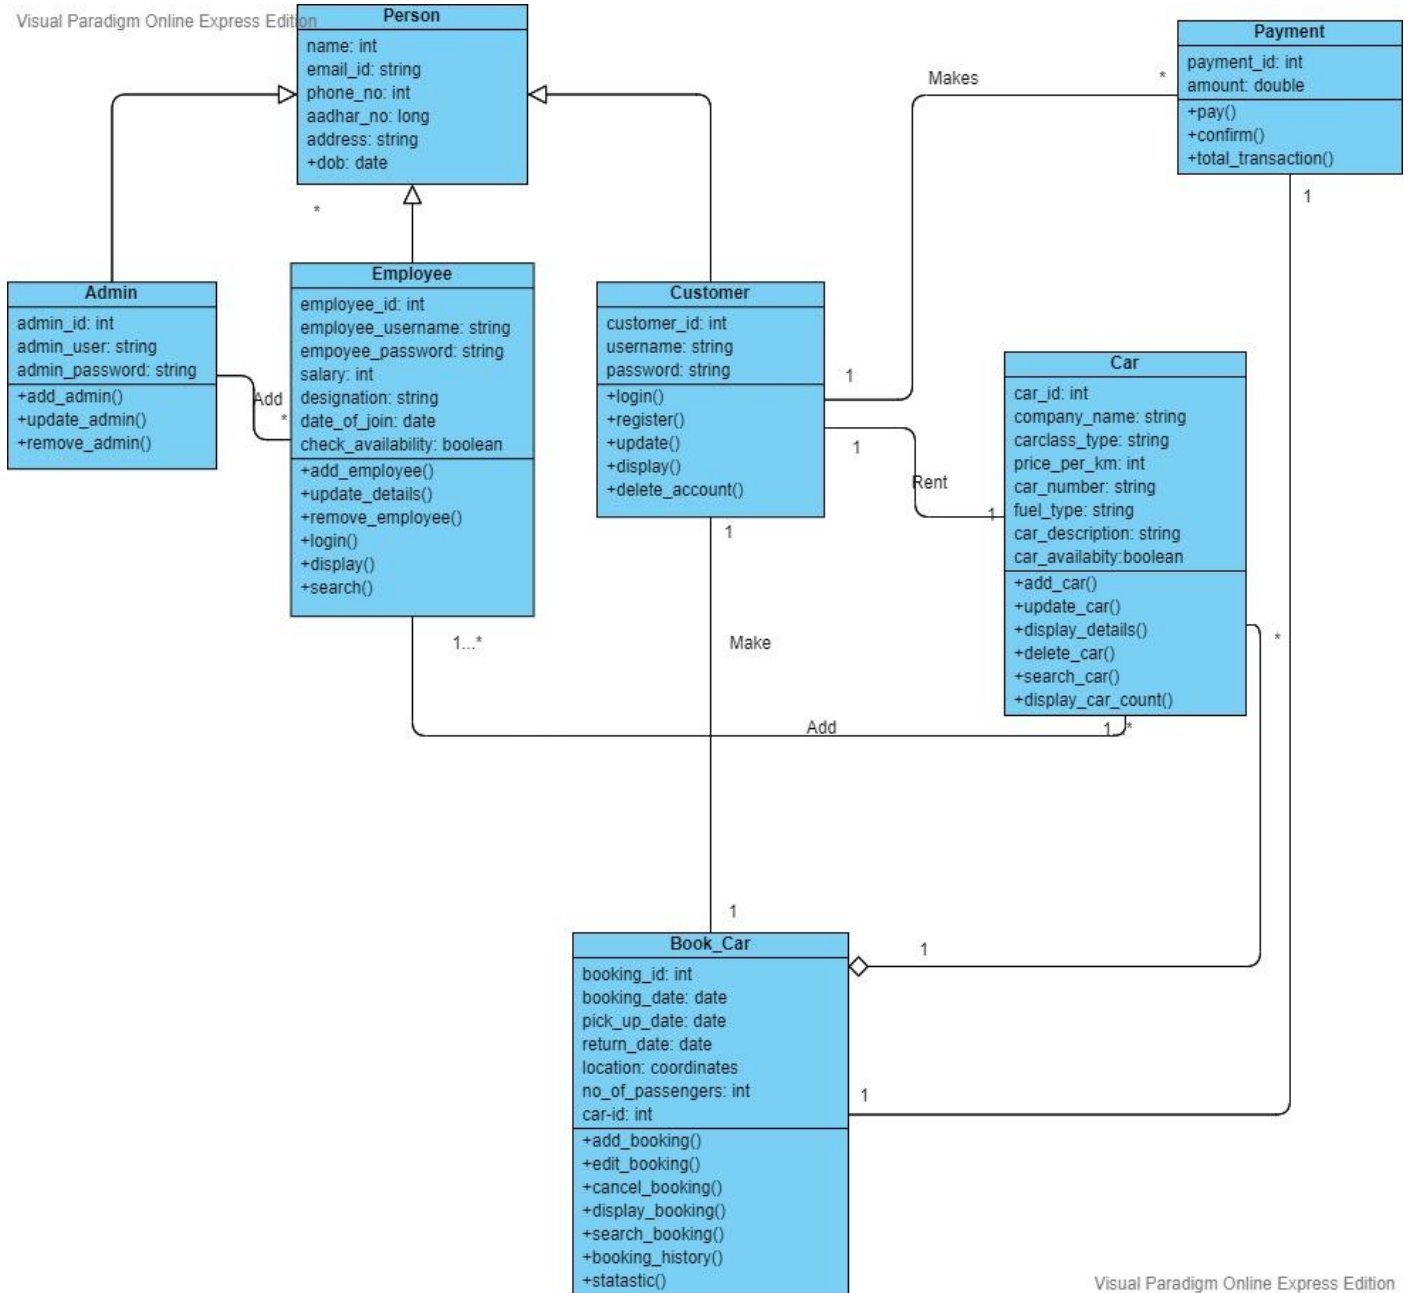 Visual Paradigm Online Express Edition
Person
name: int
email_id: string
phone_no: int
aadhar_no: long
address: string
+dob: date
*
Payment
payment_id: int
amount: double
+pay()
+confirm()
+total_transaction()
Makes
*
1
1
Admin
admin_id: int
admin_user: string
admin_password: string
+add_admin()
+update_admin()
+remove_admin()
Add
*
Employee
employee_id: int
employee_username: string
empoyee_password: string
salary: int
designation: string
date_of_join: date
check_availability: boolean
+add_employee()
+update_details()
+remove_employee()
+login()
+display()
+search()
1...*
Customer
customer_id: int
username: string
password: string
+login()
+register()
+update()
+display()
+delete_account()
1
1
Rent
1
Car
car_id: int
company_name: string
carclass_type: string
price_per_km: int
car_number: string
fuel_type: string
car_description: string
car_availabity:boolean
+add_car()
+update_car()
+display_details()
+delete_car()
+search_car()
+display_car_count()
*
1...*
Make
Add
1
Book_Car
booking_id: int
booking_date: date
pick_up_date: date
return_date: date
location: coordinates
no_of_passengers: int
car-id: int
+add_booking()
+edit_booking()
+cancel_booking()
+display_booking()
+search_booking()
+booking_history()
+statastic()
1
1
Visual Paradigm Online Express Edition